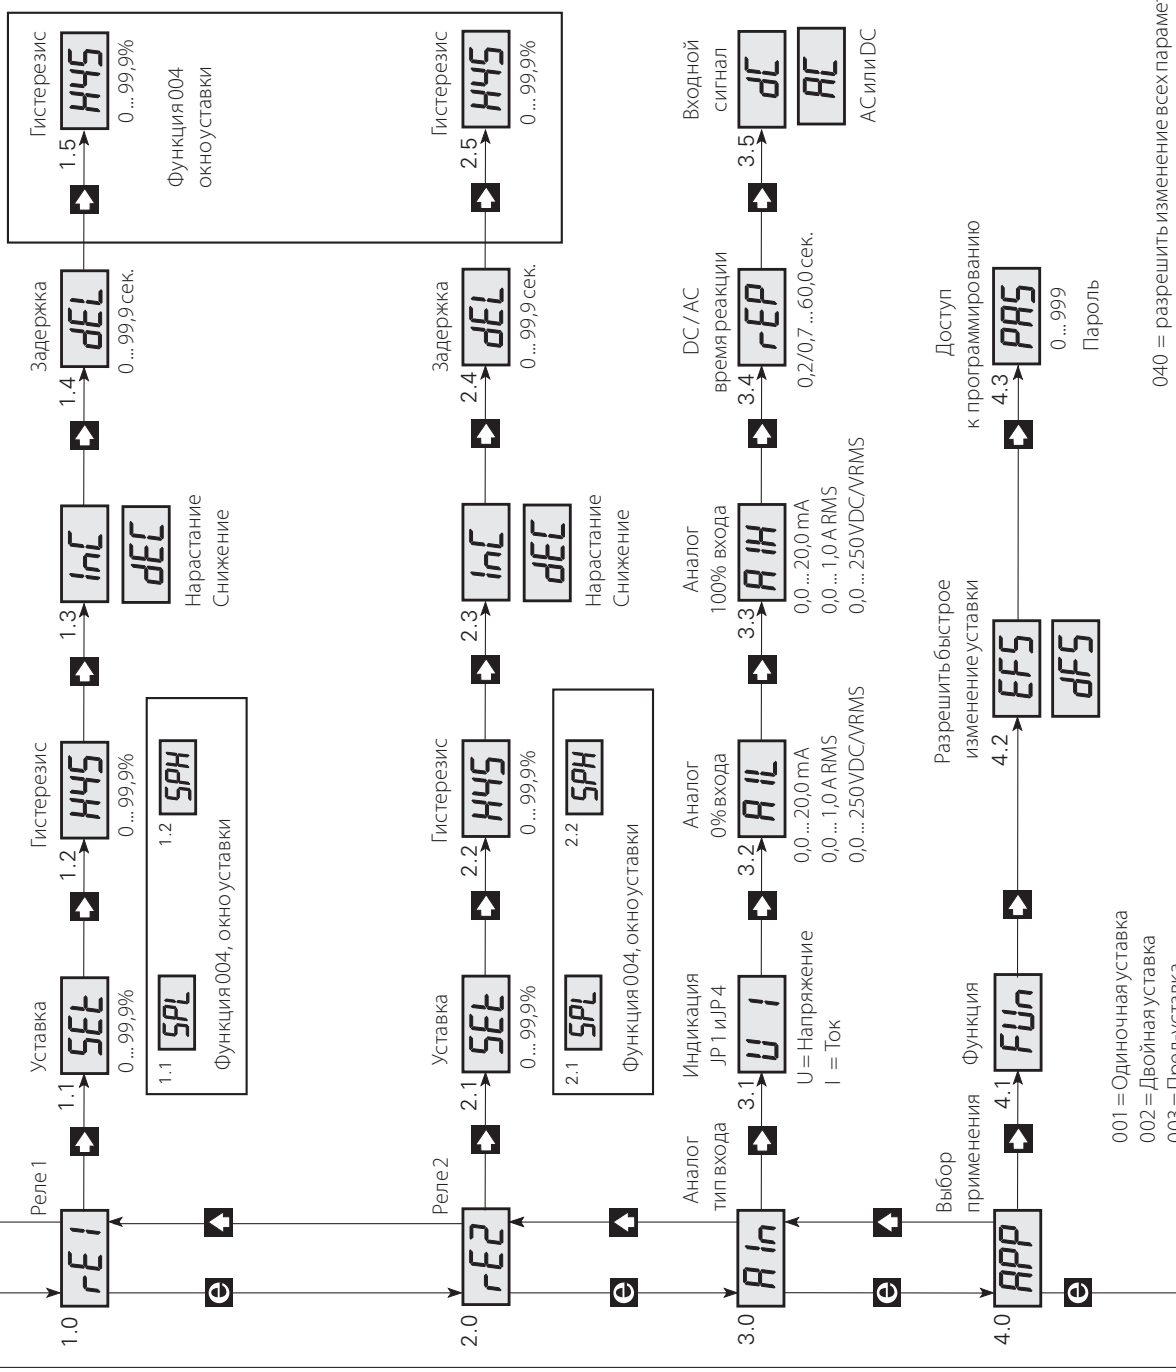 1.0
rE1
Реле 1
1.1
Уставка
SEt
0 ... 99,9%
1.2
Гистерезис
HYS
0 ... 99,9%
1.3
InC
dEC
Нарастание
Снижение
1.4
Задержка
dEL
0 ... 99,9 сек.
1.5
Гистерезис
HYS
0 ... 99,9%
Функция 004
окно уставки
1.1
SPL
1.2
SPH
Функция 004, окно уставки
e
2.0
rE2
Реле 2
2.1
Уставка
SEt
0 ... 99,9%
2.2
Гистерезис
HYS
0 ... 99,9%
2.3
InC
dEC
Нарастание
Снижение
2.4
Задержка
dEL
0 ... 99,9 сек.
2.5
Гистерезис
HYS
0 ... 99,9%
2.1
SPL
2.2
SPH
Функция 004, окно уставки
e
3.0
A In
Аналог
тип входа
3.1
Индикация
JP 1 и JP 4
U I
U = Напряжение
I = Ток
3.2
Аналог
0% входа
A IL
0,0 ... 20,0 mA
0,0 ... 1,0 A RMS
0,0 ... 250 VDC/VRMS
3.3
Аналог
100% входа
A IH
0,0 ... 20,0 mA
0,0 ... 1,0 A RMS
0,0 ... 250 VDC/VRMS
3.4
DC / AC
время реакции
rEP
0,2/0,7 ... 60,0 сек.
3.5
Входной
сигнал
dC
AC
AC или DC
e
4.0
APP
Выбор
применения
4.1
Функция
FUn
4.2
Разрешить быстрое
изменение уставки
EFS
dFS
4.3
Доступ
к программированию
PAS
0 ... 999
Пароль
e
001 = Одиночная уставка
002 = Двойная уставка
040 = разрешить изменение всех